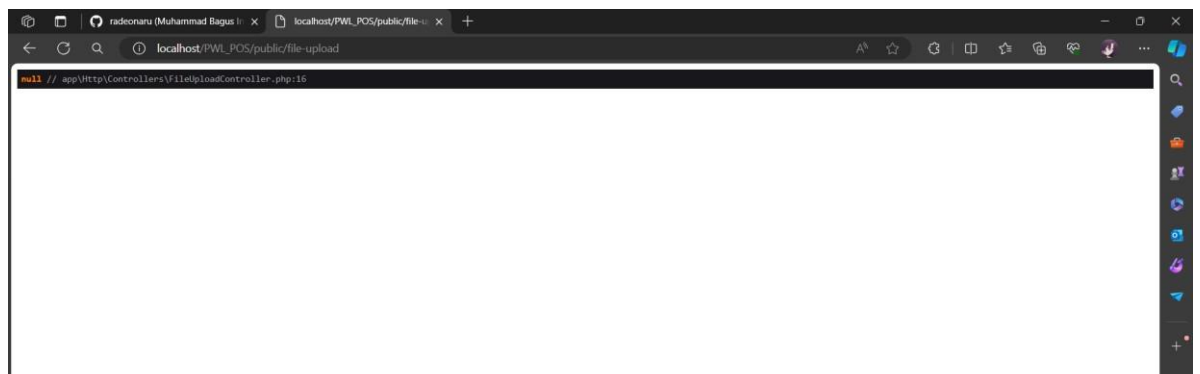 radeonaru (Muhammad Bagus In
localhost/PWL_POS/public/file-u
localhost/PWL_POS/public/file-upload
null // app\Http\Controllers\FileUploadController.php:16